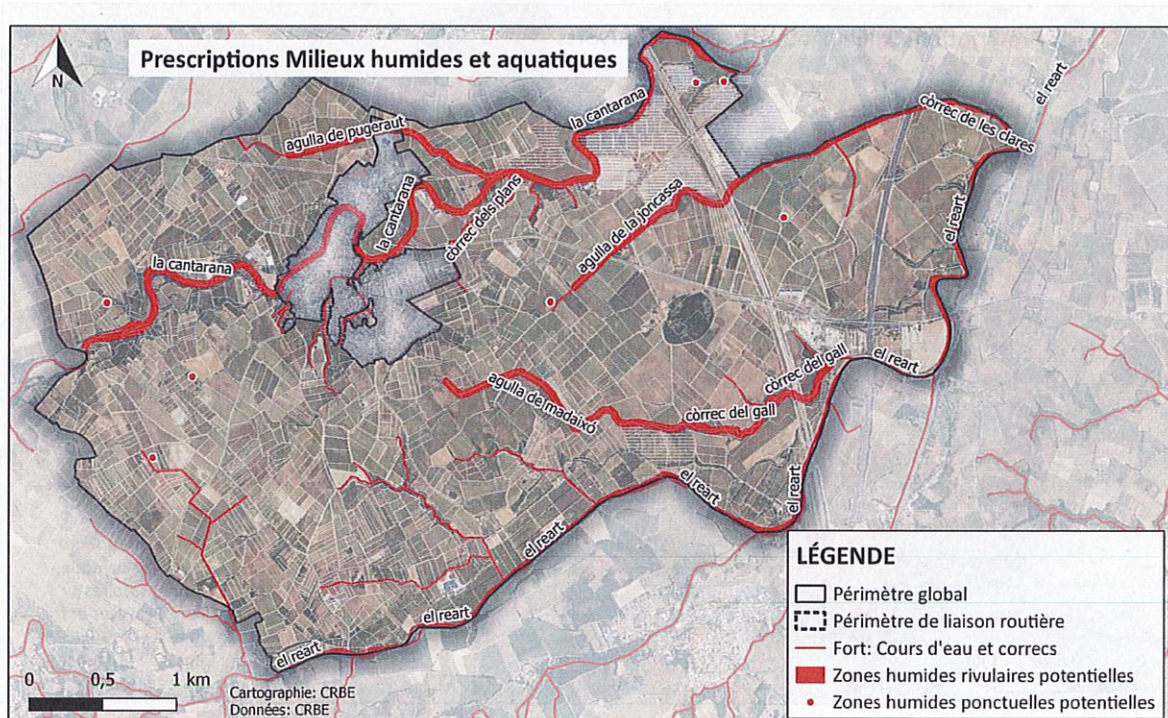 Prescriptions Milieux humides et aquatiques
N
el reart
la cantarana
còrrec de les clares
agulla de pugeraut
la cantarana
còrrec dels plans
agulla de la joncassa
el reart
la cantarana
el reart
còrrec del gall
agulla de madaixó
còrrec del gall
el reart
el reart
el reart
el reart
el reart
0 0,5 1 km
Cartographie: CRBE
Données: CRBE
LÉGENDE
Périmètre global
Périmètre de liaison routière
Fort: Cours d'eau et correcs
Zones humides rivulaires potentielles
Zones humides ponctuelles potentielles